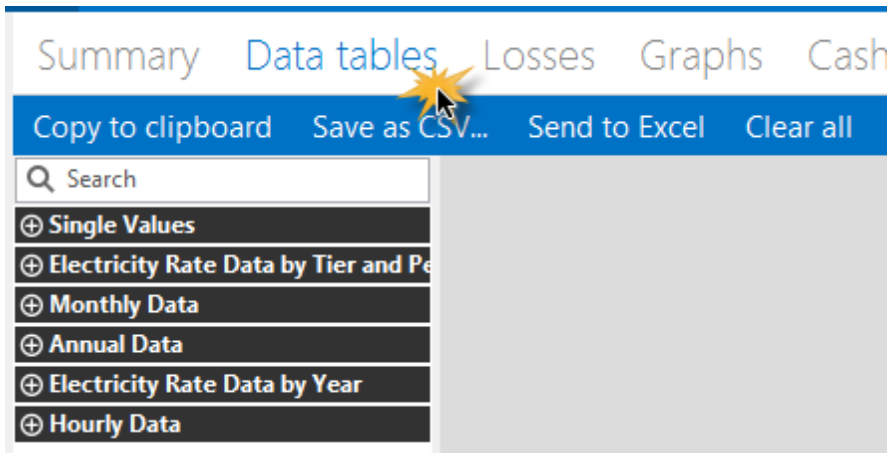 Summary Data tables Losses Graphs Cash
Copy to clipboard Save as CSV... Send to Excel Clear all
Search
Single Values
Electricity Rate Data by Tier and Pe
Monthly Data
Annual Data
Electricity Rate Data by Year
Hourly Data